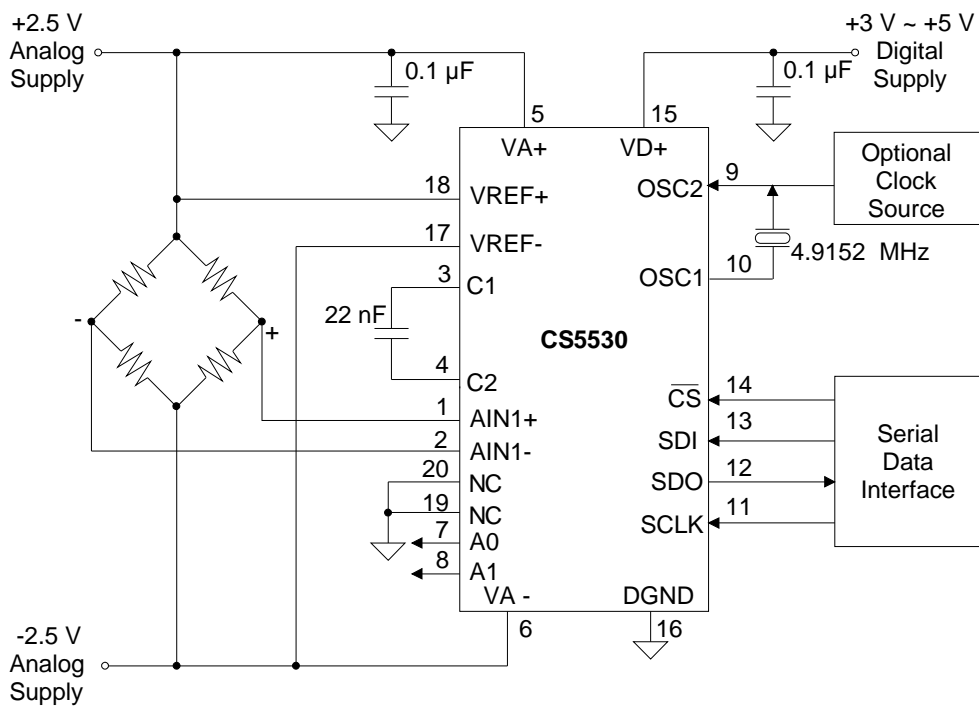 +2.5 V
Analog
Supply
+3 V ~ +5 V
Digital
Supply
0.1 µF
0.1 µF
5
15
VA+
VD+
Optional
Clock
Source
18
VREF+
9
OSC2
17
VREF-
4.9152 MHz
10
OSC1
3
C1
22 nF
-
+
CS5530
4
C2
14
CS
1
AIN1+
13
SDI
2
AIN1-
Serial
Data
Interface
20
NC
12
SDO
19
NC
11
SCLK
7
A0
8
A1
VA -
DGND
6
16
-2.5 V
Analog
Supply